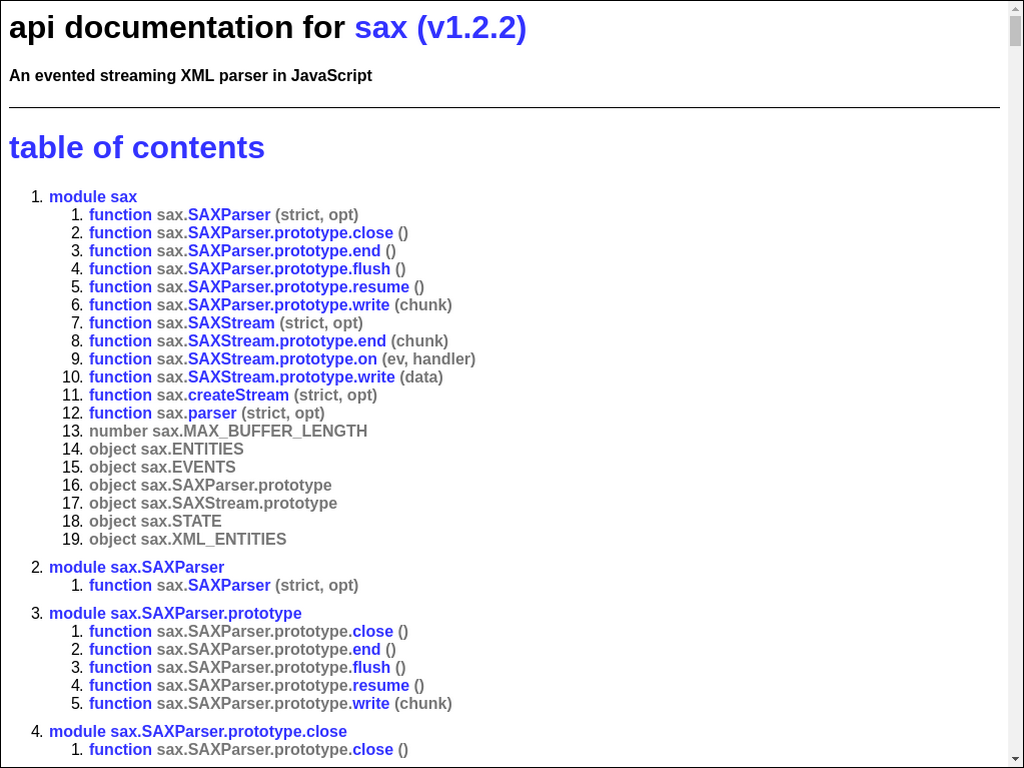 api documentation for sax (v1.2.2)
An evented streaming XML parser in JavaScript
table of contents
1. module sax
1. function sax.SAXParser (strict, opt)
2. function sax.SAXParser.prototype.close ()
3. function sax.SAXParser.prototype.end ()
4. function sax.SAXParser.prototype.flush ()
5. function sax.SAXParser.prototype.resume ()
6. function sax.SAXParser.prototype.write (chunk)
7. function sax.SAXStream (strict, opt)
8. function sax.SAXStream.prototype.end (chunk)
9. function sax.SAXStream.prototype.on (ev, handler)
10. function sax.SAXStream.prototype.write (data)
11. function sax.createStream (strict, opt)
12. function sax.parser (strict, opt)
13. number sax.MAX_BUFFER_LENGTH
14. object sax.ENTITIES
15. object sax.EVENTS
16. object sax.SAXParser.prototype
17. object sax.SAXStream.prototype
18. object sax.STATE
19. object sax.XML_ENTITIES
2. module sax.SAXParser
1. function sax.SAXParser (strict, opt)
3. module sax.SAXParser.prototype
1. function sax.SAXParser.prototype.close ()
2. function sax.SAXParser.prototype.end ()
3. function sax.SAXParser.prototype.flush ()
4. function sax.SAXParser.prototype.resume ()
5. function sax.SAXParser.prototype.write (chunk)
4. module sax.SAXParser.prototype.close
1. function sax.SAXParser.prototype.close ()